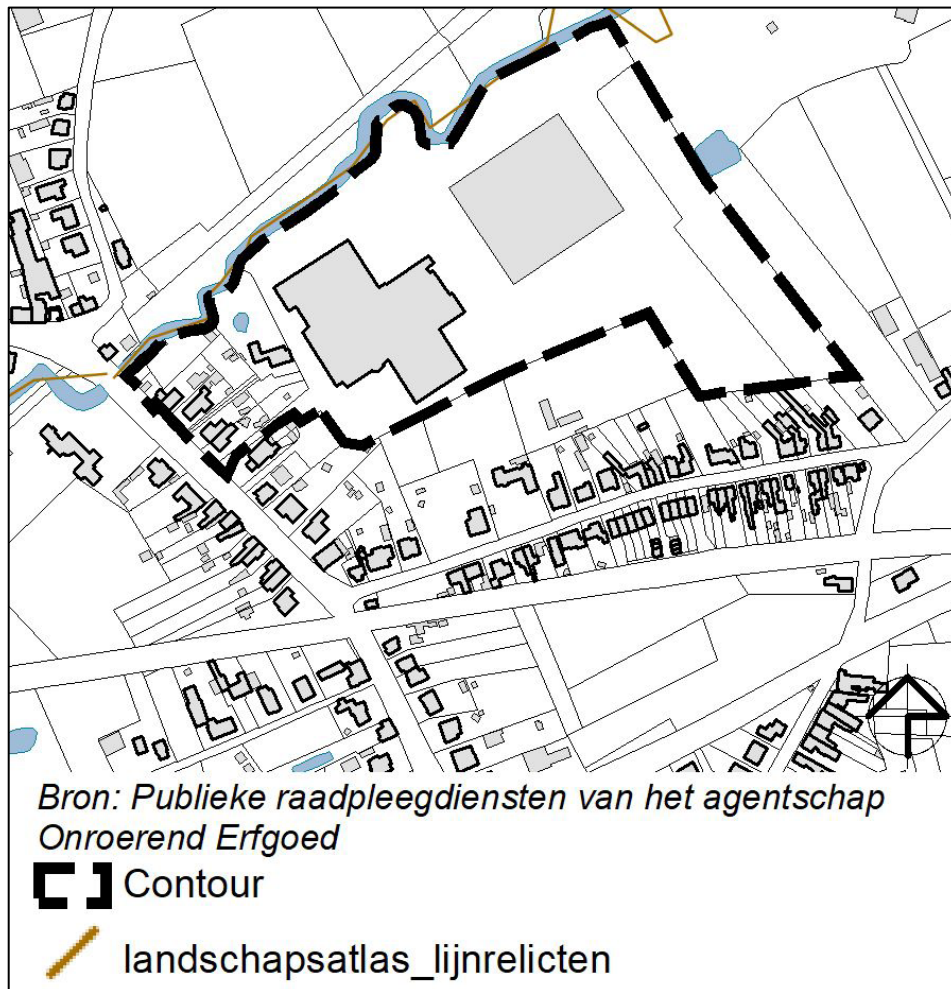 Bron: Publieke raadpleegdiensten van het agentschap
Onroerend Erfgoed
Contour
landschapsatlas_lijnrelicten